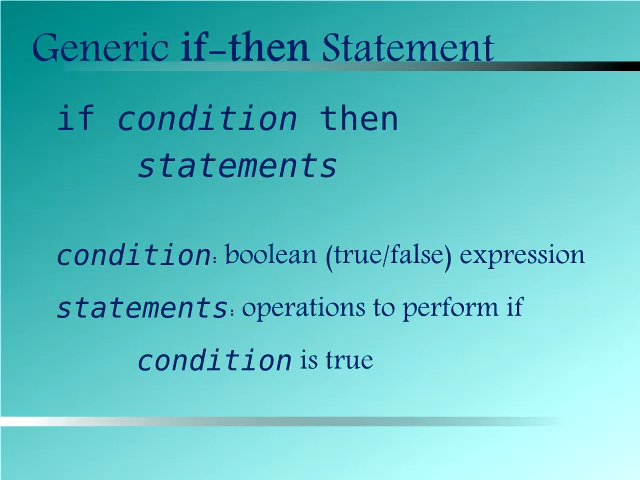 Generic if-then Statement
if condition then
statements
condition: boolean (true/false) expression
statements: operations to perform if
condition is true